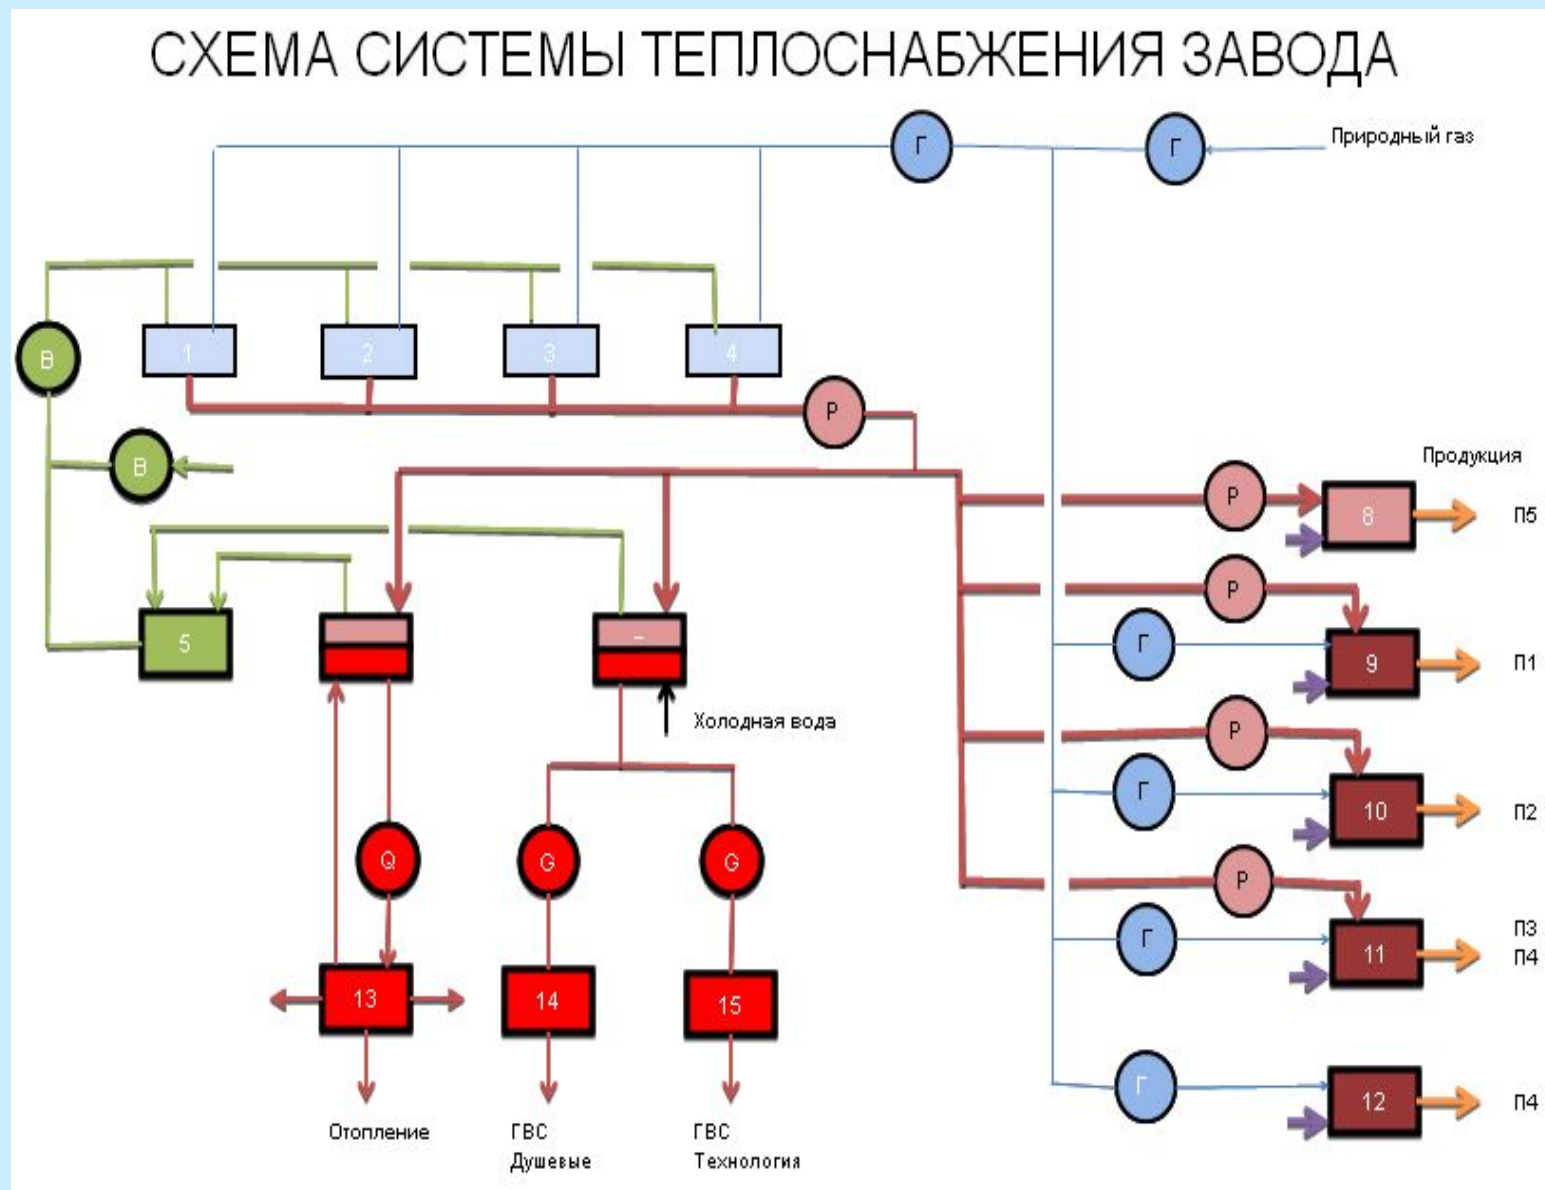 СХЕМА СИСТЕМЫ ТЕПЛОСНАБЖЕНИЯ ЗАВОДА
Г
Г
Природный газ
В
1
2
3
4
Р
В
Продукция
Р
8
П5
Р
5
–
Г
9
П1
Холодная вода
Р
Г
10
П2
Q
G
G
Р
13
14
15
Г
11
П3
П4
Г
12
П4
Отопление
ГВС
Душевые
ГВС
Технология